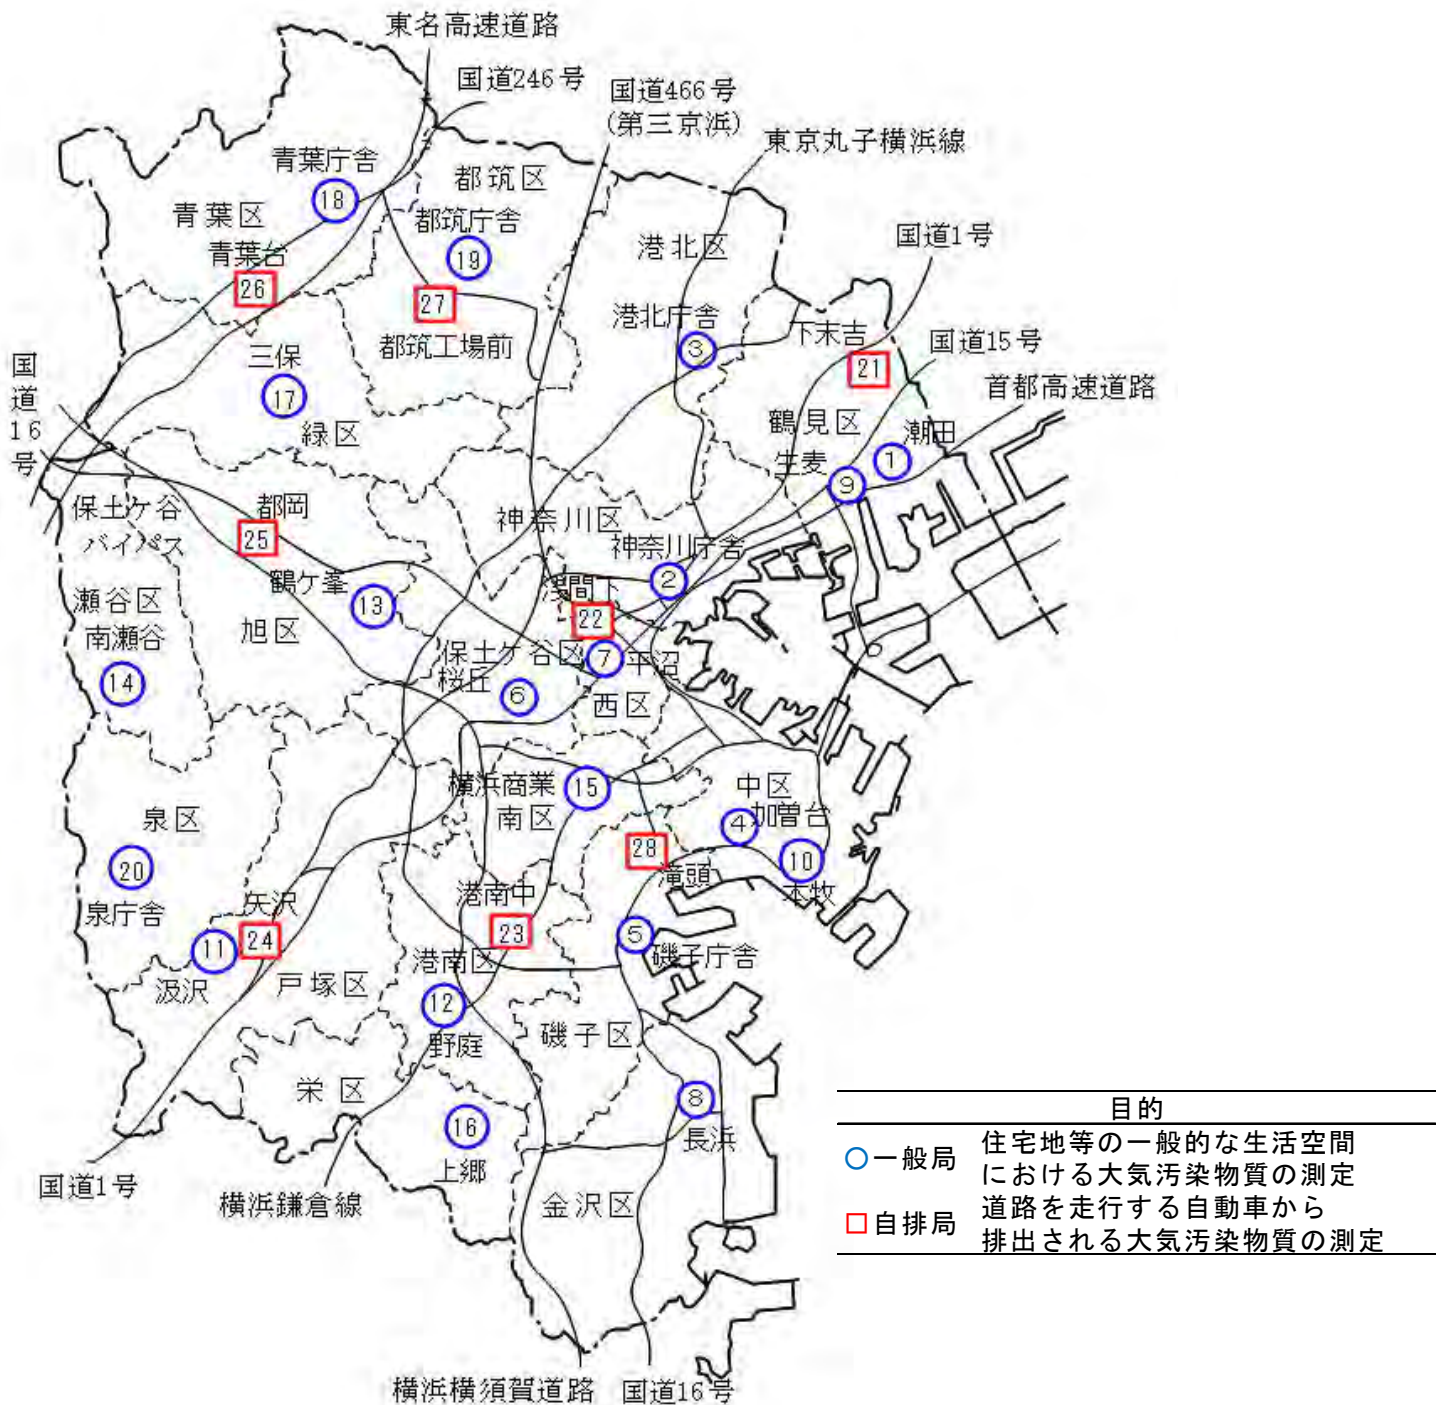 東名高速道路
国道246号
国道466号
(第三京浜)
東京丸子横浜線
国道1号
国道15号
首都高速道路
青葉庁舎
18
青葉区
青葉台
26
都筑区
都筑庁舎
19
27
都筑工場前
港北区
港北庁舎
3
下末吉
21
鶴見区
潮田
1
生麦
9
国道16号
三保
17
緑区
保土ケ谷
バイパス
都岡
25
鶴ケ峯
13
旭区
瀬谷区
南瀬谷
14
神奈川区
神奈川庁舎
2
浅間下
22
保土ケ谷区
桜丘
6
7
平沼
西区
横浜商業
15
南区
中区
4
加曽台
10
本牧
28
滝頭
泉区
20
泉庁舎
矢沢
24
11
汲沢
戸塚区
港南中
23
港南区
12
野庭
5
磯子庁舎
磯子区
栄区
16
上郷
8
長浜
金沢区
国道1号
横浜鎌倉線
横浜横須賀道路
国道16号
目的
一般局
住宅地等の一般的な生活空間
における大気汚染物質の測定
自排局
道路を走行する自動車から
排出される大気汚染物質の測定